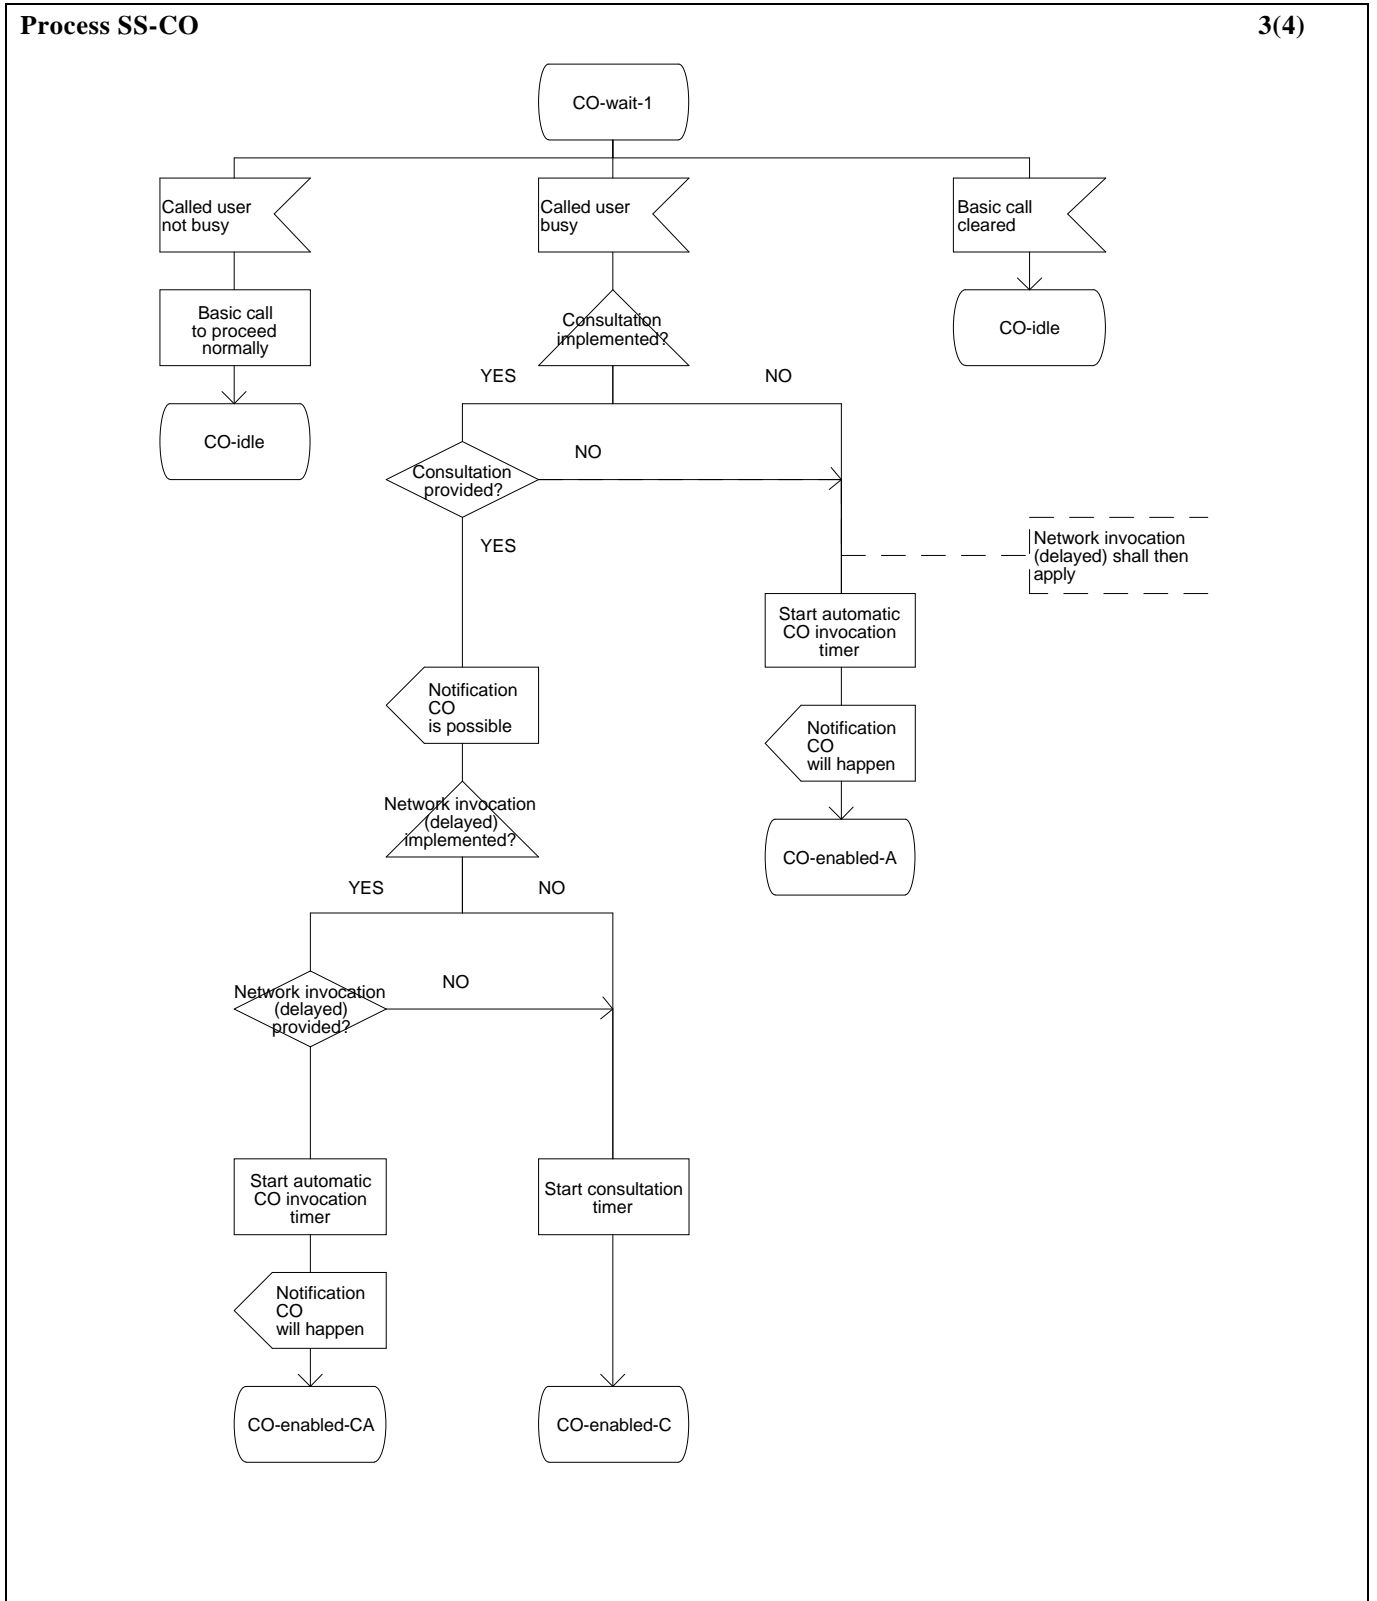 Process SS-CO
3(4)
CO-wait-1
Called user
not busy
Called user
busy
Basic call
cleared
Basic call
to proceed
normally
Consultation
implemented?
CO-idle
YES
NO
CO-idle
Consultation
provided?
NO
YES
Network invocation
(delayed) shall then
apply
Start automatic
CO invocation
timer
Notification
CO
is possible
Notification
CO
will happen
Network invocation
(delayed)
implemented?
CO-enabled-A
YES
NO
Network invocation
(delayed)
provided?
NO
Start automatic
CO invocation
timer
Start consultation
timer
Notification
CO
will happen
CO-enabled-CA
CO-enabled-C